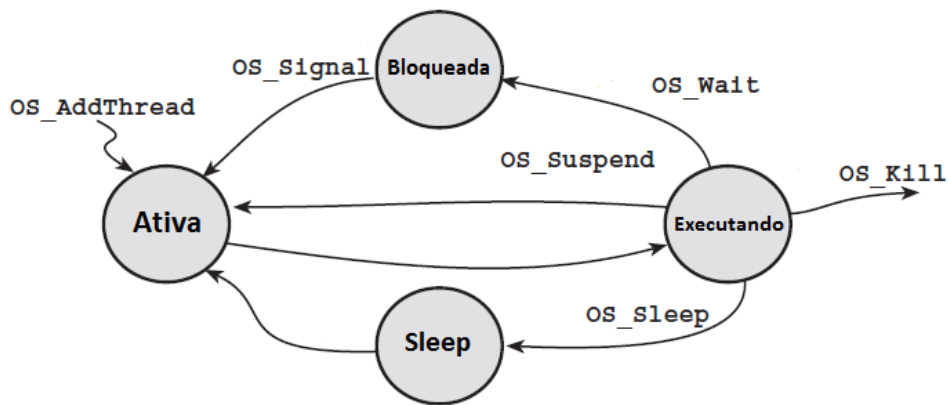 Bloqueada
OS_Signal
OS_Wait
OS_AddThread
OS_Suspend
OS_Kill
Ativa
Executando
OS_Sleep
Sleep